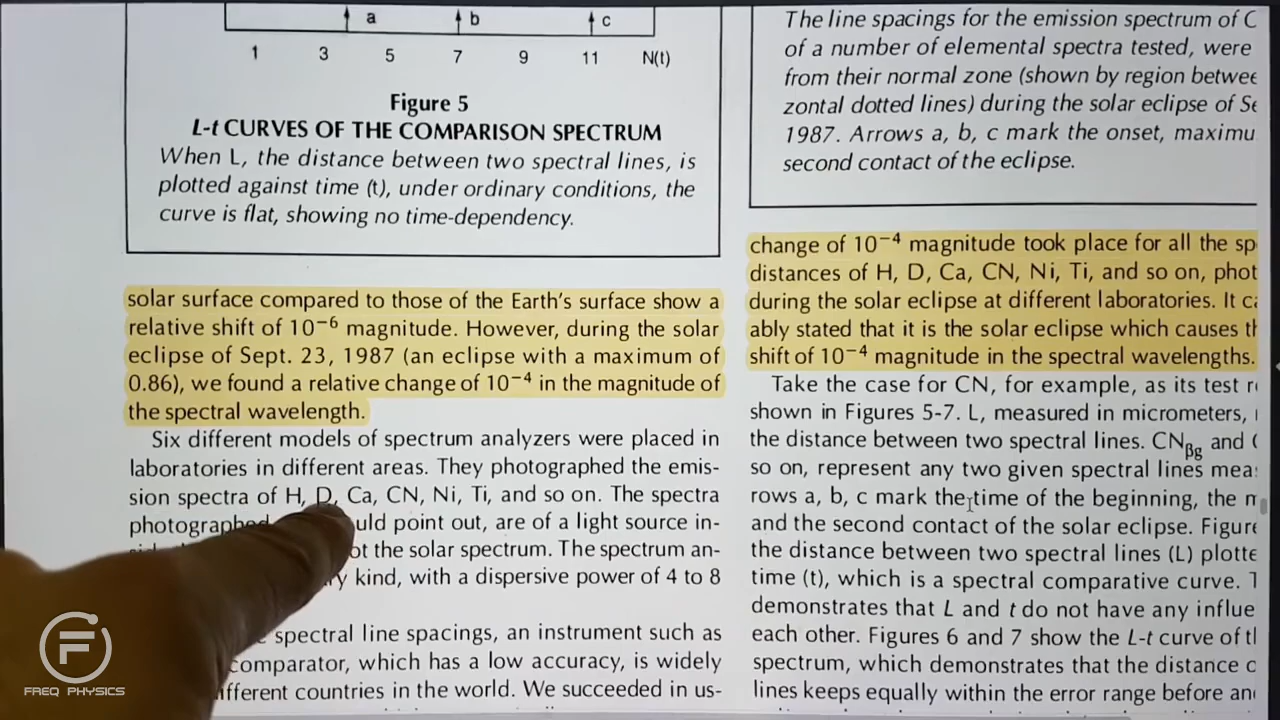 a b c
1 3 5 7 9 11 N(t)
Figure 5
L-t CURVES OF THE COMPARISON SPECTRUM
When L, the distance between two spectral lines, is
plotted against time (t), under ordinary conditions, the
curve is flat, showing no time-dependency.
solar surface compared to those of the Earth's surface show a
relative shift of 10⁻⁶ magnitude. However, during the solar
eclipse of Sept. 23, 1987 (an eclipse with a maximum of
0.86), we found a relative change of 10⁻⁴ in the magnitude of
the spectral wavelength.
Six different models of spectrum analyzers were placed in
laboratories in different areas. They photographed the emis-
sion spectra of H, D, Ca, CN, Ni, Ti, and so on. The spectra
photographed uld point out, are of a light source in-
ot the solar spectrum. The spectrum an-
y kind, with a dispersive power of 4 to 8
spectral line spacings, an instrument such as
comparator, which has a low accuracy, is widely
fferent countries in the world. We succeeded in us-
The line spacings for the emission spectrum of C
of a number of elemental spectra tested, were
from their normal zone (shown by region betwee
zontal dotted lines) during the solar eclipse of Se
1987. Arrows a, b, c mark the onset, maximu
second contact of the eclipse.
change of 10⁻⁴ magnitude took place for all the sp
distances of H, D, Ca, CN, Ni, Ti, and so on, phot
during the solar eclipse at different laboratories. It ca
ably stated that it is the solar eclipse which causes th
shift of 10⁻⁴ magnitude in the spectral wavelengths.
Take the case for CN, for example, as its test re
shown in Figures 5-7. L, measured in micrometers,
the distance between two spectral lines. CNβg and C
so on, represent any two given spectral lines mea
rows a, b, c mark the time of the beginning, the m
and the second contact of the solar eclipse. Figure
the distance between two spectral lines (L) plotte
time (t), which is a spectral comparative curve. T
demonstrates that L and t do not have any influe
each other. Figures 6 and 7 show the L-t curve of th
spectrum, which demonstrates that the distance o
lines keeps equally within the error range before an
FREQ PHYSICS